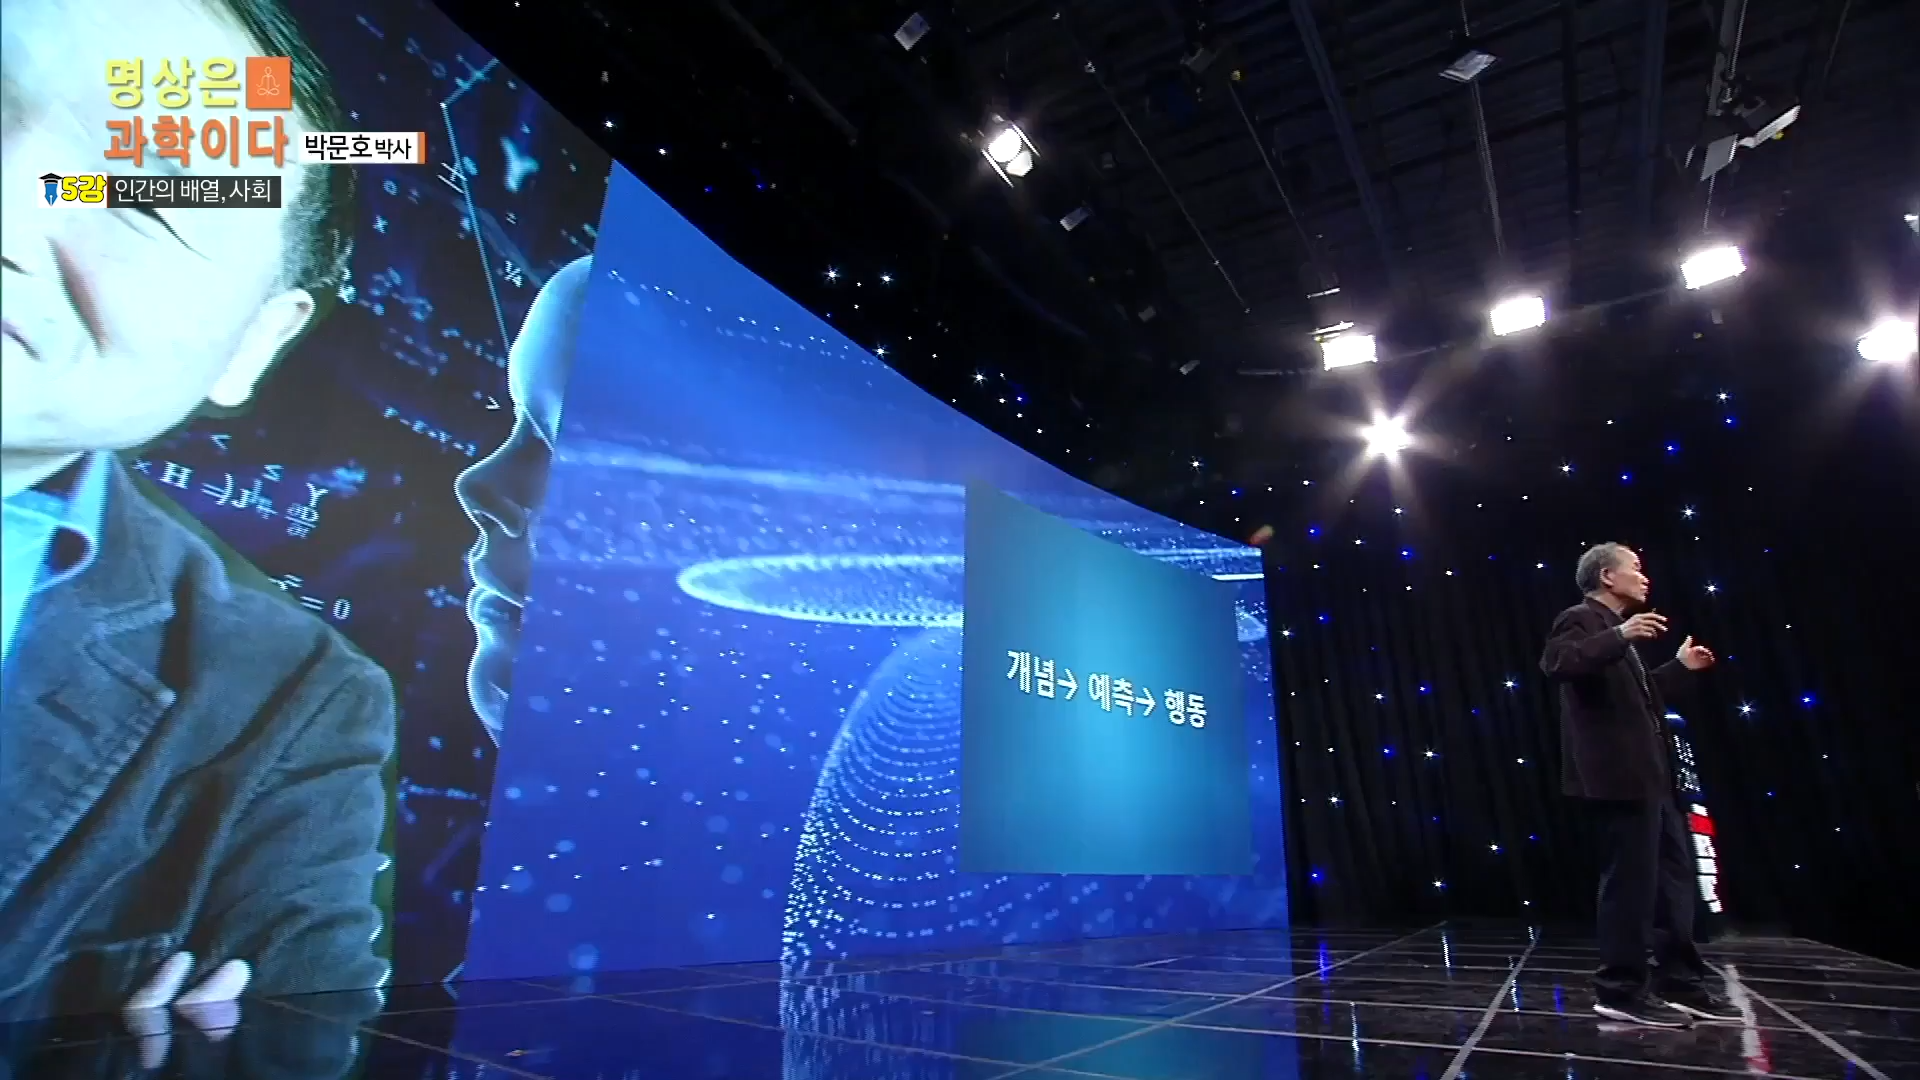 명상은
과학이다
박문호 박사
5강 인간의 배열, 사회
개념→ 예측→ 행동
= 0